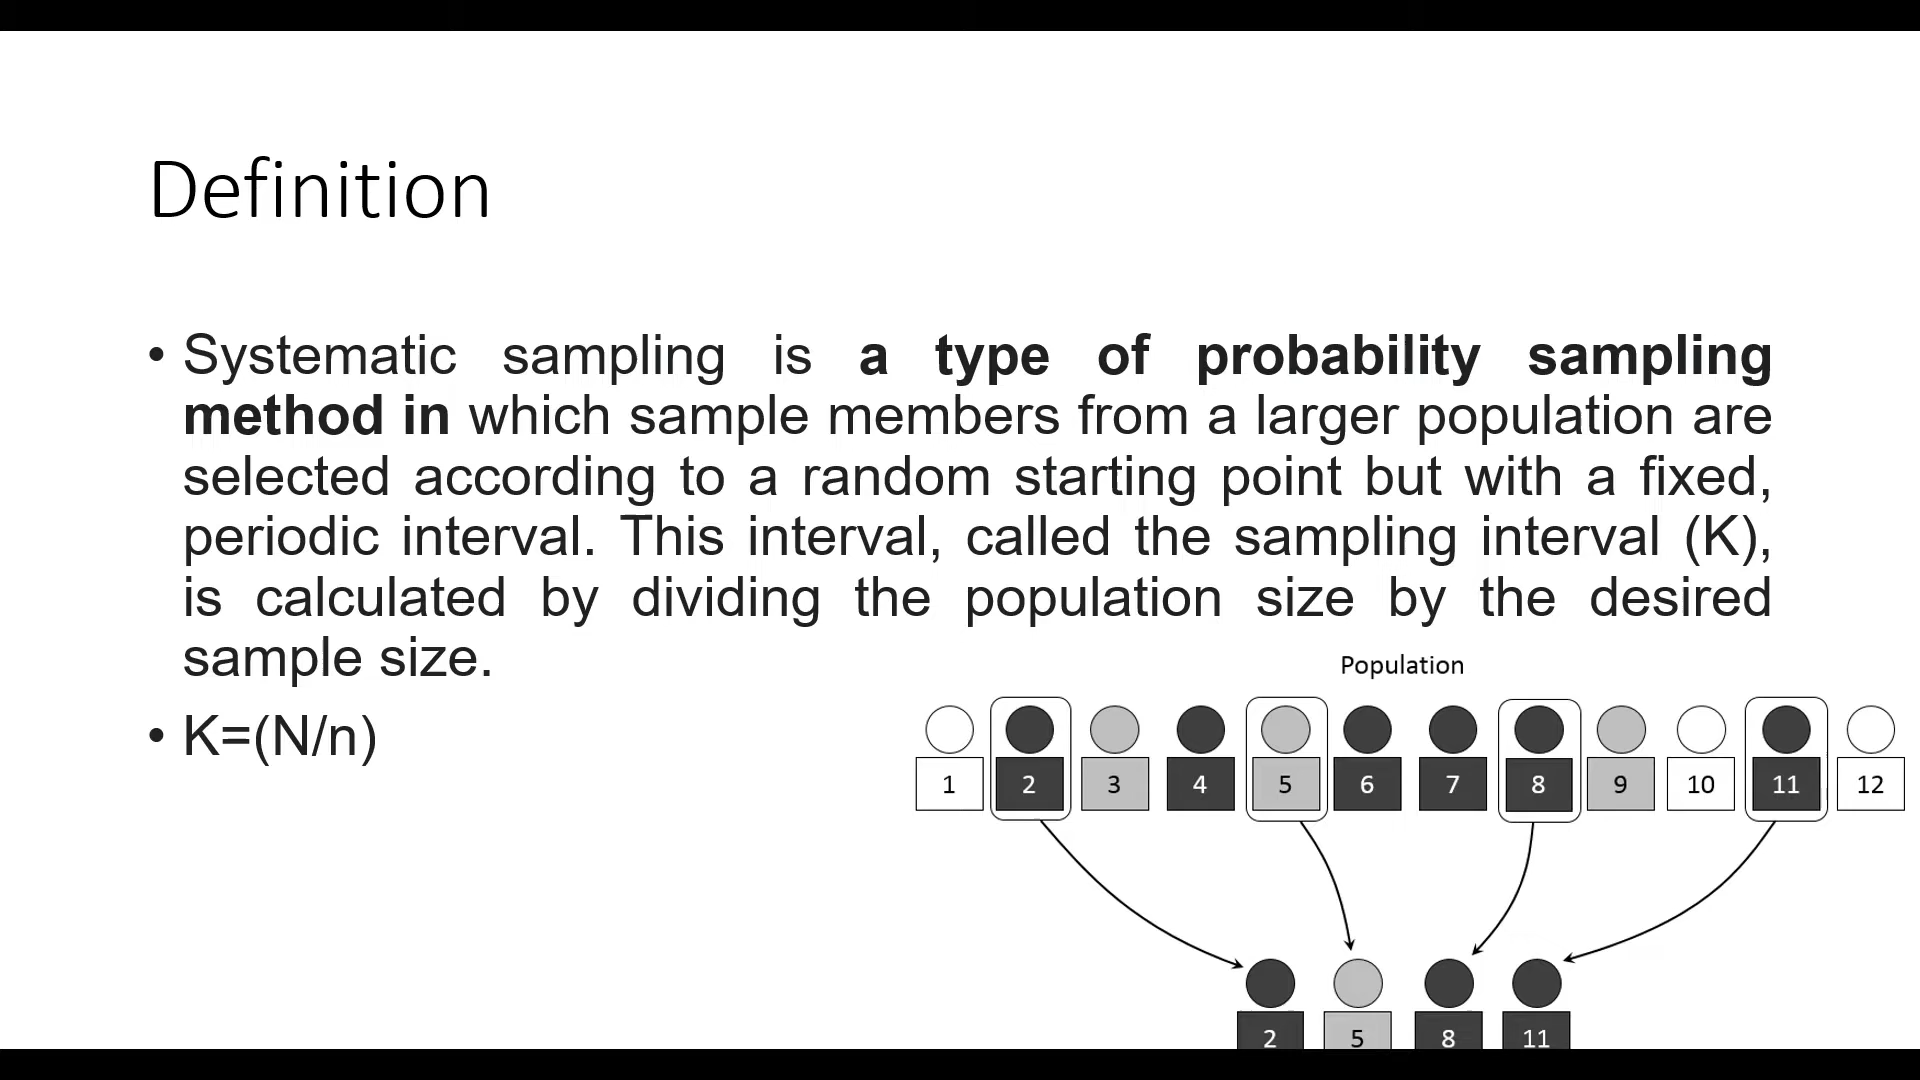 Definition
• Systematic sampling is a type of probability sampling
method in which sample members from a larger population are
selected according to a random starting point but with a fixed,
periodic interval. This interval, called the sampling interval (K),
is calculated by dividing the population size by the desired
sample size.
• K=(N/n)
Population
1 2 3 4 5 6 7 8 9 10 11 12
2 5 8 11